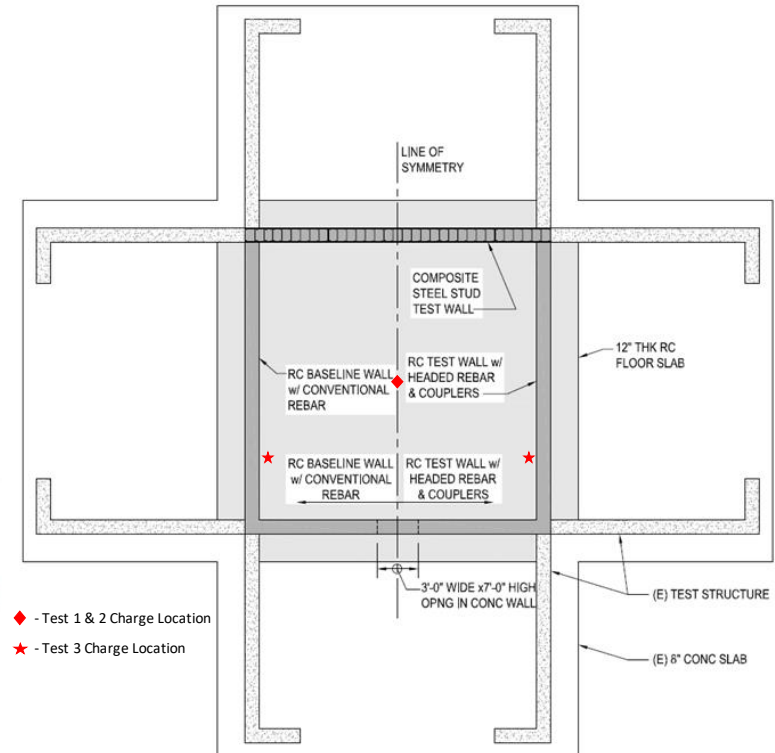 LINE OF
SYMMETRY
COMPOSITE
STEEL STUD
TEST WALL
12" THK RC
FLOOR SLAB
RC BASELINE WALL
w/ CONVENTIONAL
REBAR
RC TEST WALL w/
HEADED REBAR
& COUPLERS
RC BASELINE WALL
w/ CONVENTIONAL
REBAR
RC TEST WALL w/
HEADED REBAR
& COUPLERS
3'-0" WIDE x7'-0" HIGH
OPNG IN CONC WALL
(E) TEST STRUCTURE
(E) 8" CONC SLAB
- Test 1 & 2 Charge Location
- Test 3 Charge Location